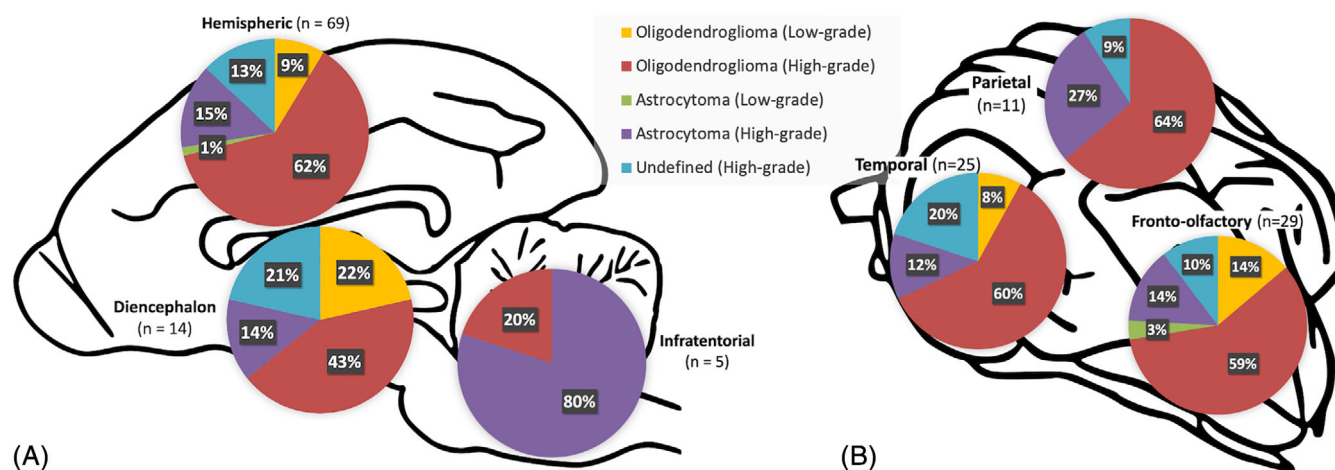 Hemispheric (n = 69)
9%
13%
15%
1%
62%
Oligodendroglioma (Low-grade)
Oligodendroglioma (High-grade)
Astrocytoma (Low-grade)
Astrocytoma (High-grade)
Undefined (High-grade)
Diencephalon
(n = 14)
21%
22%
14%
43%
Infratentorial
(n = 5)
20%
80%
(A)
Parietal
(n=11)
9%
27%
64%
Temporal (n=25)
8%
20%
12%
60%
Fronto-olfactory (n=29)
10%
14%
14%
3%
59%
(B)